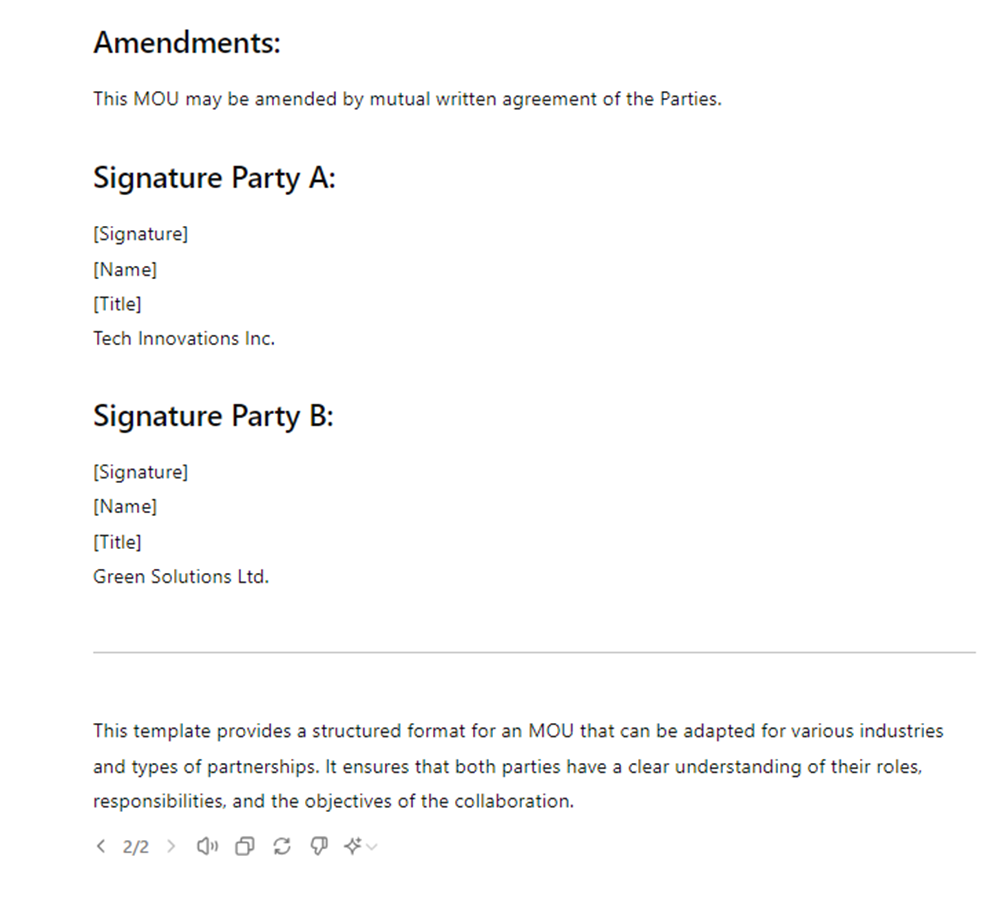 Amendments:
This MOU may be amended by mutual written agreement of the Parties.
Signature Party A:
[Signature]
[Name]
[Title]
Tech Innovations Inc.
Signature Party B:
[Signature]
[Name]
[Title]
Green Solutions Ltd.
This template provides a structured format for an MOU that can be adapted for various industries
and types of partnerships. It ensures that both parties have a clear understanding of their roles,
responsibilities, and the objectives of the collaboration.
2/2